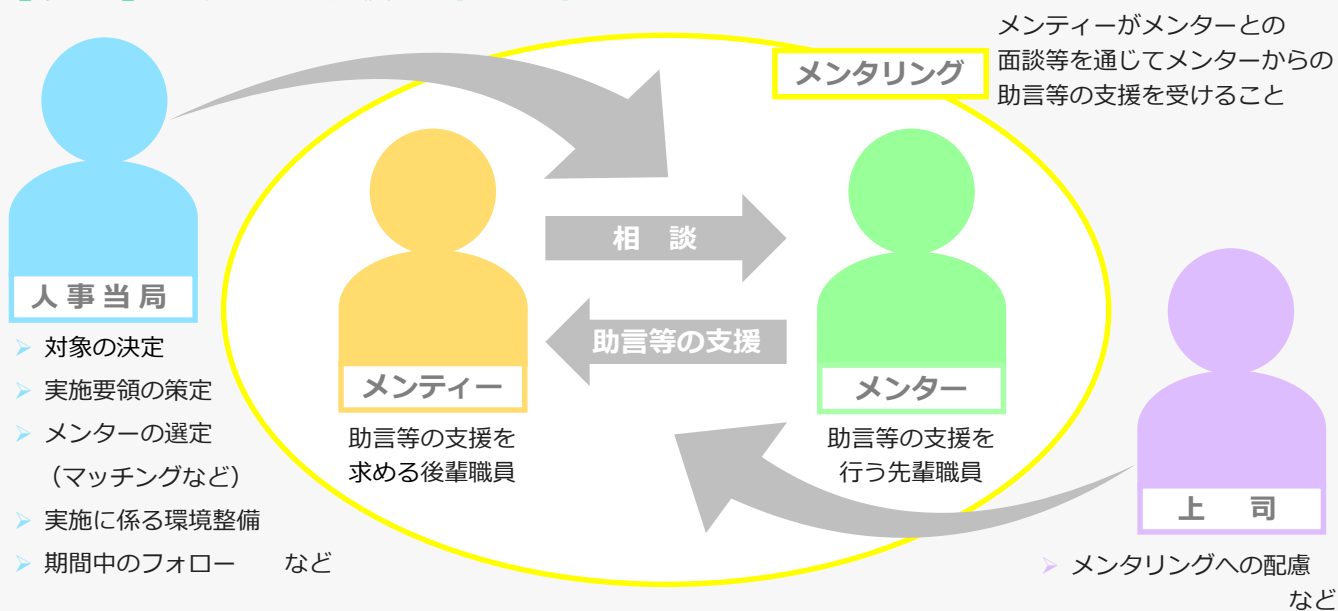 メンタリング
メンティーがメンターとの
面談等を通じてメンターからの
助言等の支援を受けること
人事当局
➢ 対象の決定
➢ 実施要領の策定
➢ メンターの選定
（マッチングなど）
➢ 実施に係る環境整備
➢ 期間中のフォロー　など
相　談
助言等の支援
メンティー
助言等の支援を
求める後輩職員
メンター
助言等の支援を
行う先輩職員
上　司
➢ メンタリングへの配慮
など